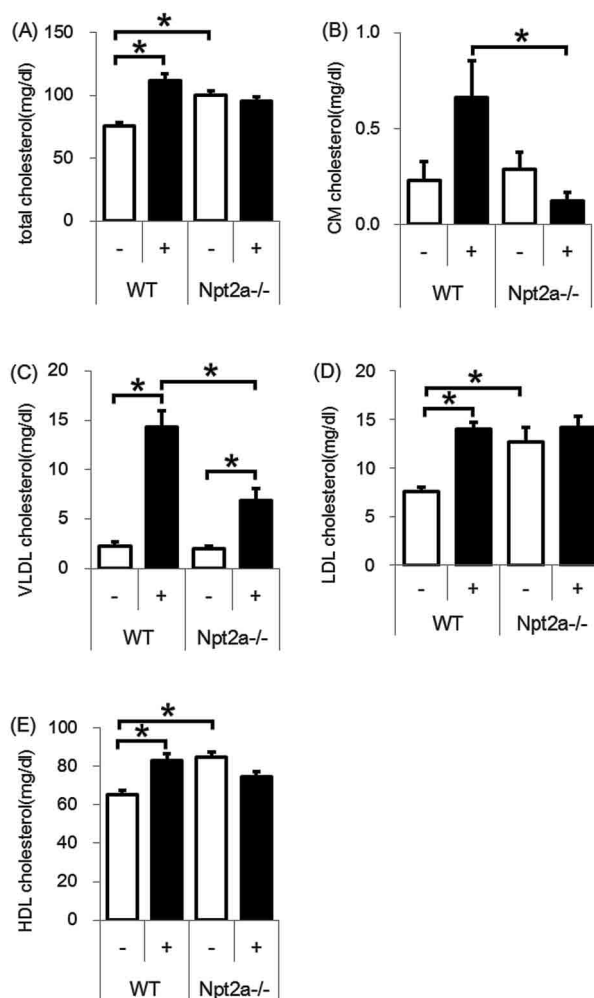 (A)
total cholesterol(mg/dl)
150
100
50
0
*
*
- + - +
WT Npt2a-/-
(B)
CM cholesterol(mg/dl)
1.0
0.5
0.0
*
- + - +
WT Npt2a-/-
(C)
VLDL cholesterol(mg/dl)
20
15
10
5
0
* *
*
- + - +
WT Npt2a-/-
(D)
LDL cholesterol(mg/dl)
20
15
10
5
0
*
*
- + - +
WT Npt2a-/-
(E)
HDL cholesterol(mg/dl)
100
80
60
40
20
0
*
*
- + - +
WT Npt2a-/-